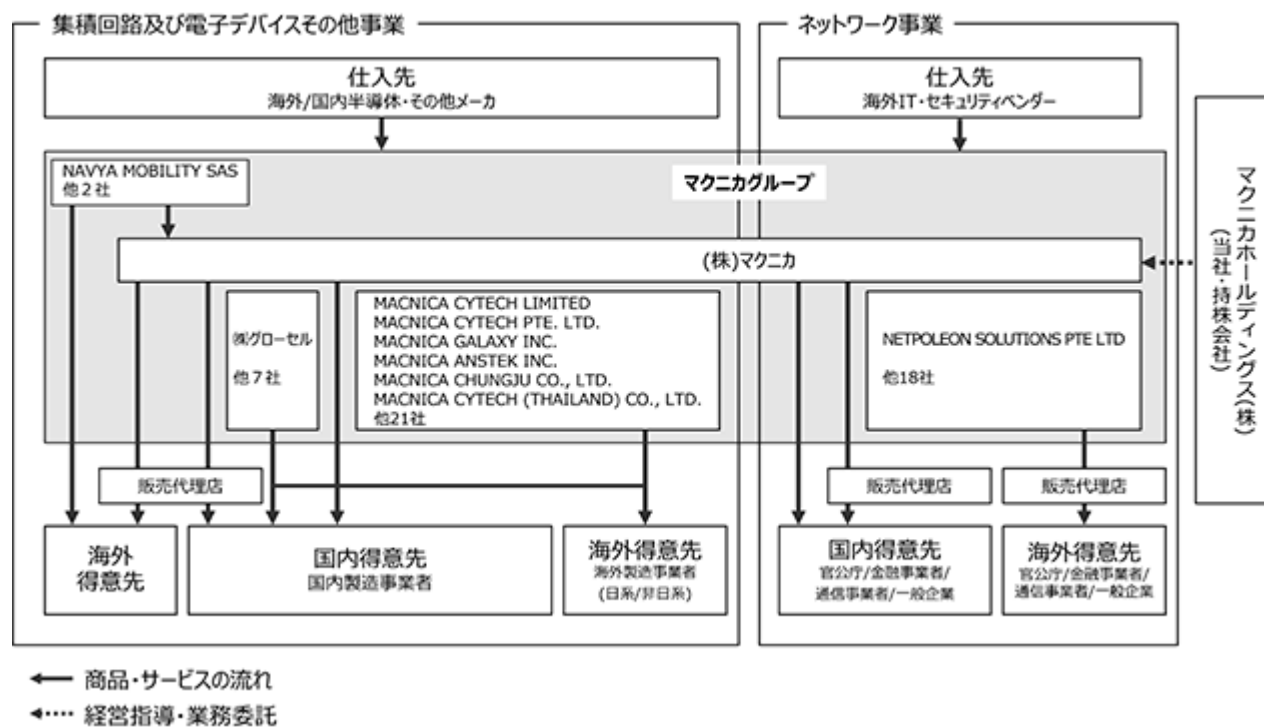 集積回路及び電子デバイスその他事業
仕入先
海外/国内半導休・その他メーカ
NAVYA MOBILITY SAS
他２社
ネットワーク事業
仕入先
海外IT・セキュリティベンダー
マクニカグループ
(株)マクニカ
㈱グローセル
他７社
MACNICA CYTECH LIMITED
MACNICA CYTECH PTE. LTD.
MACNICA GALAXY INC.
MACNICA ANSTEK INC.
MACNICA CHUNGJU CO., LTD.
MACNICA CYTECH (THAILAND) CO., LTD.
他21社
NETPOLEON SOLUTIONS PTE LTD
他18社
マクニカホールディングス(株)
(当社・持株会社)
販売代理店
販売代理店
販売代理店
海外
得意先
国内得意先
国内製造事業者
海外得意先
海外製造事業者
(日系/非日系)
国内得意先
官公庁/金融事業者/
通信事業者/一般企業
海外得意先
官公庁/金融事業者/
通信事業者/一般企業
商品・サービスの流れ
経営指導・業務委託